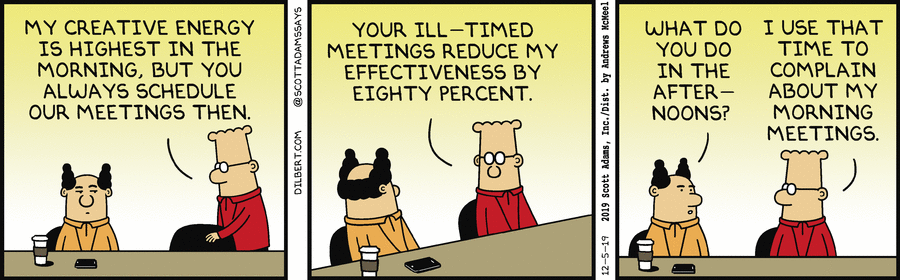 MY CREATIVE ENERGY
IS HIGHEST IN THE
MORNING, BUT YOU
ALWAYS SCHEDULE
OUR MEETINGS THEN.
DILBERT.COM @SCOTTADAMSSAYS
YOUR ILL-TIMED
MEETINGS REDUCE MY
EFFECTIVENESS BY
EIGHTY PERCENT.
12-5-19 2019 Scott Adams, Inc./Dist. by Andrews McMeel
WHAT DO
YOU DO
IN THE
AFTER-
NOONS?
I USE THAT
TIME TO
COMPLAIN
ABOUT MY
MORNING
MEETINGS.